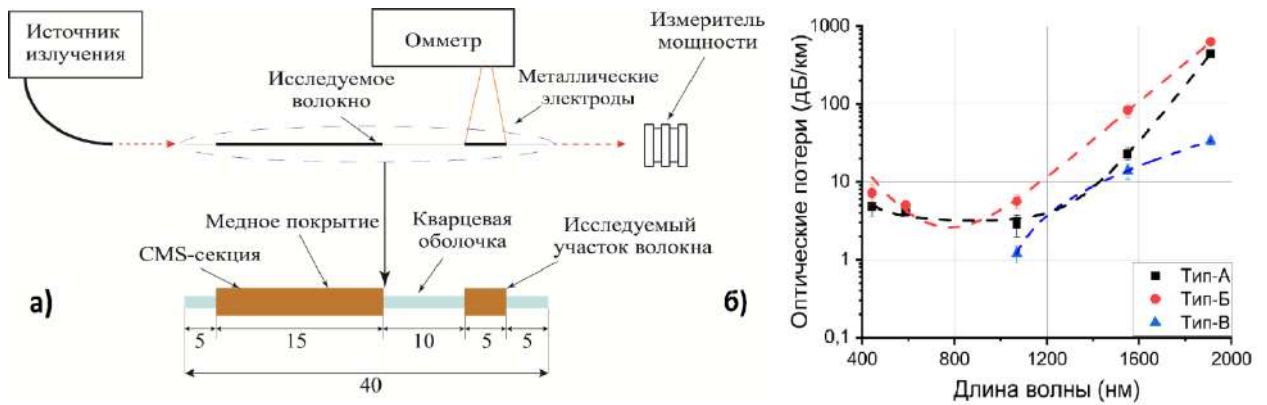 Источник
излучения
Омметр
Измеритель
мощности
Исследуемое
волокно
Металлические
электроды
Медное покрытие
Кварцевая
оболочка
Исследуемый
участок волокна
CMS-секция
а)
5
15
10
5
5
40
б)
Оптические потери (дБ/км)
1000
100
10
1
0,1
Тип-А
Тип-Б
Тип-В
400
800
1200
1600
2000
Длина волны (нм)